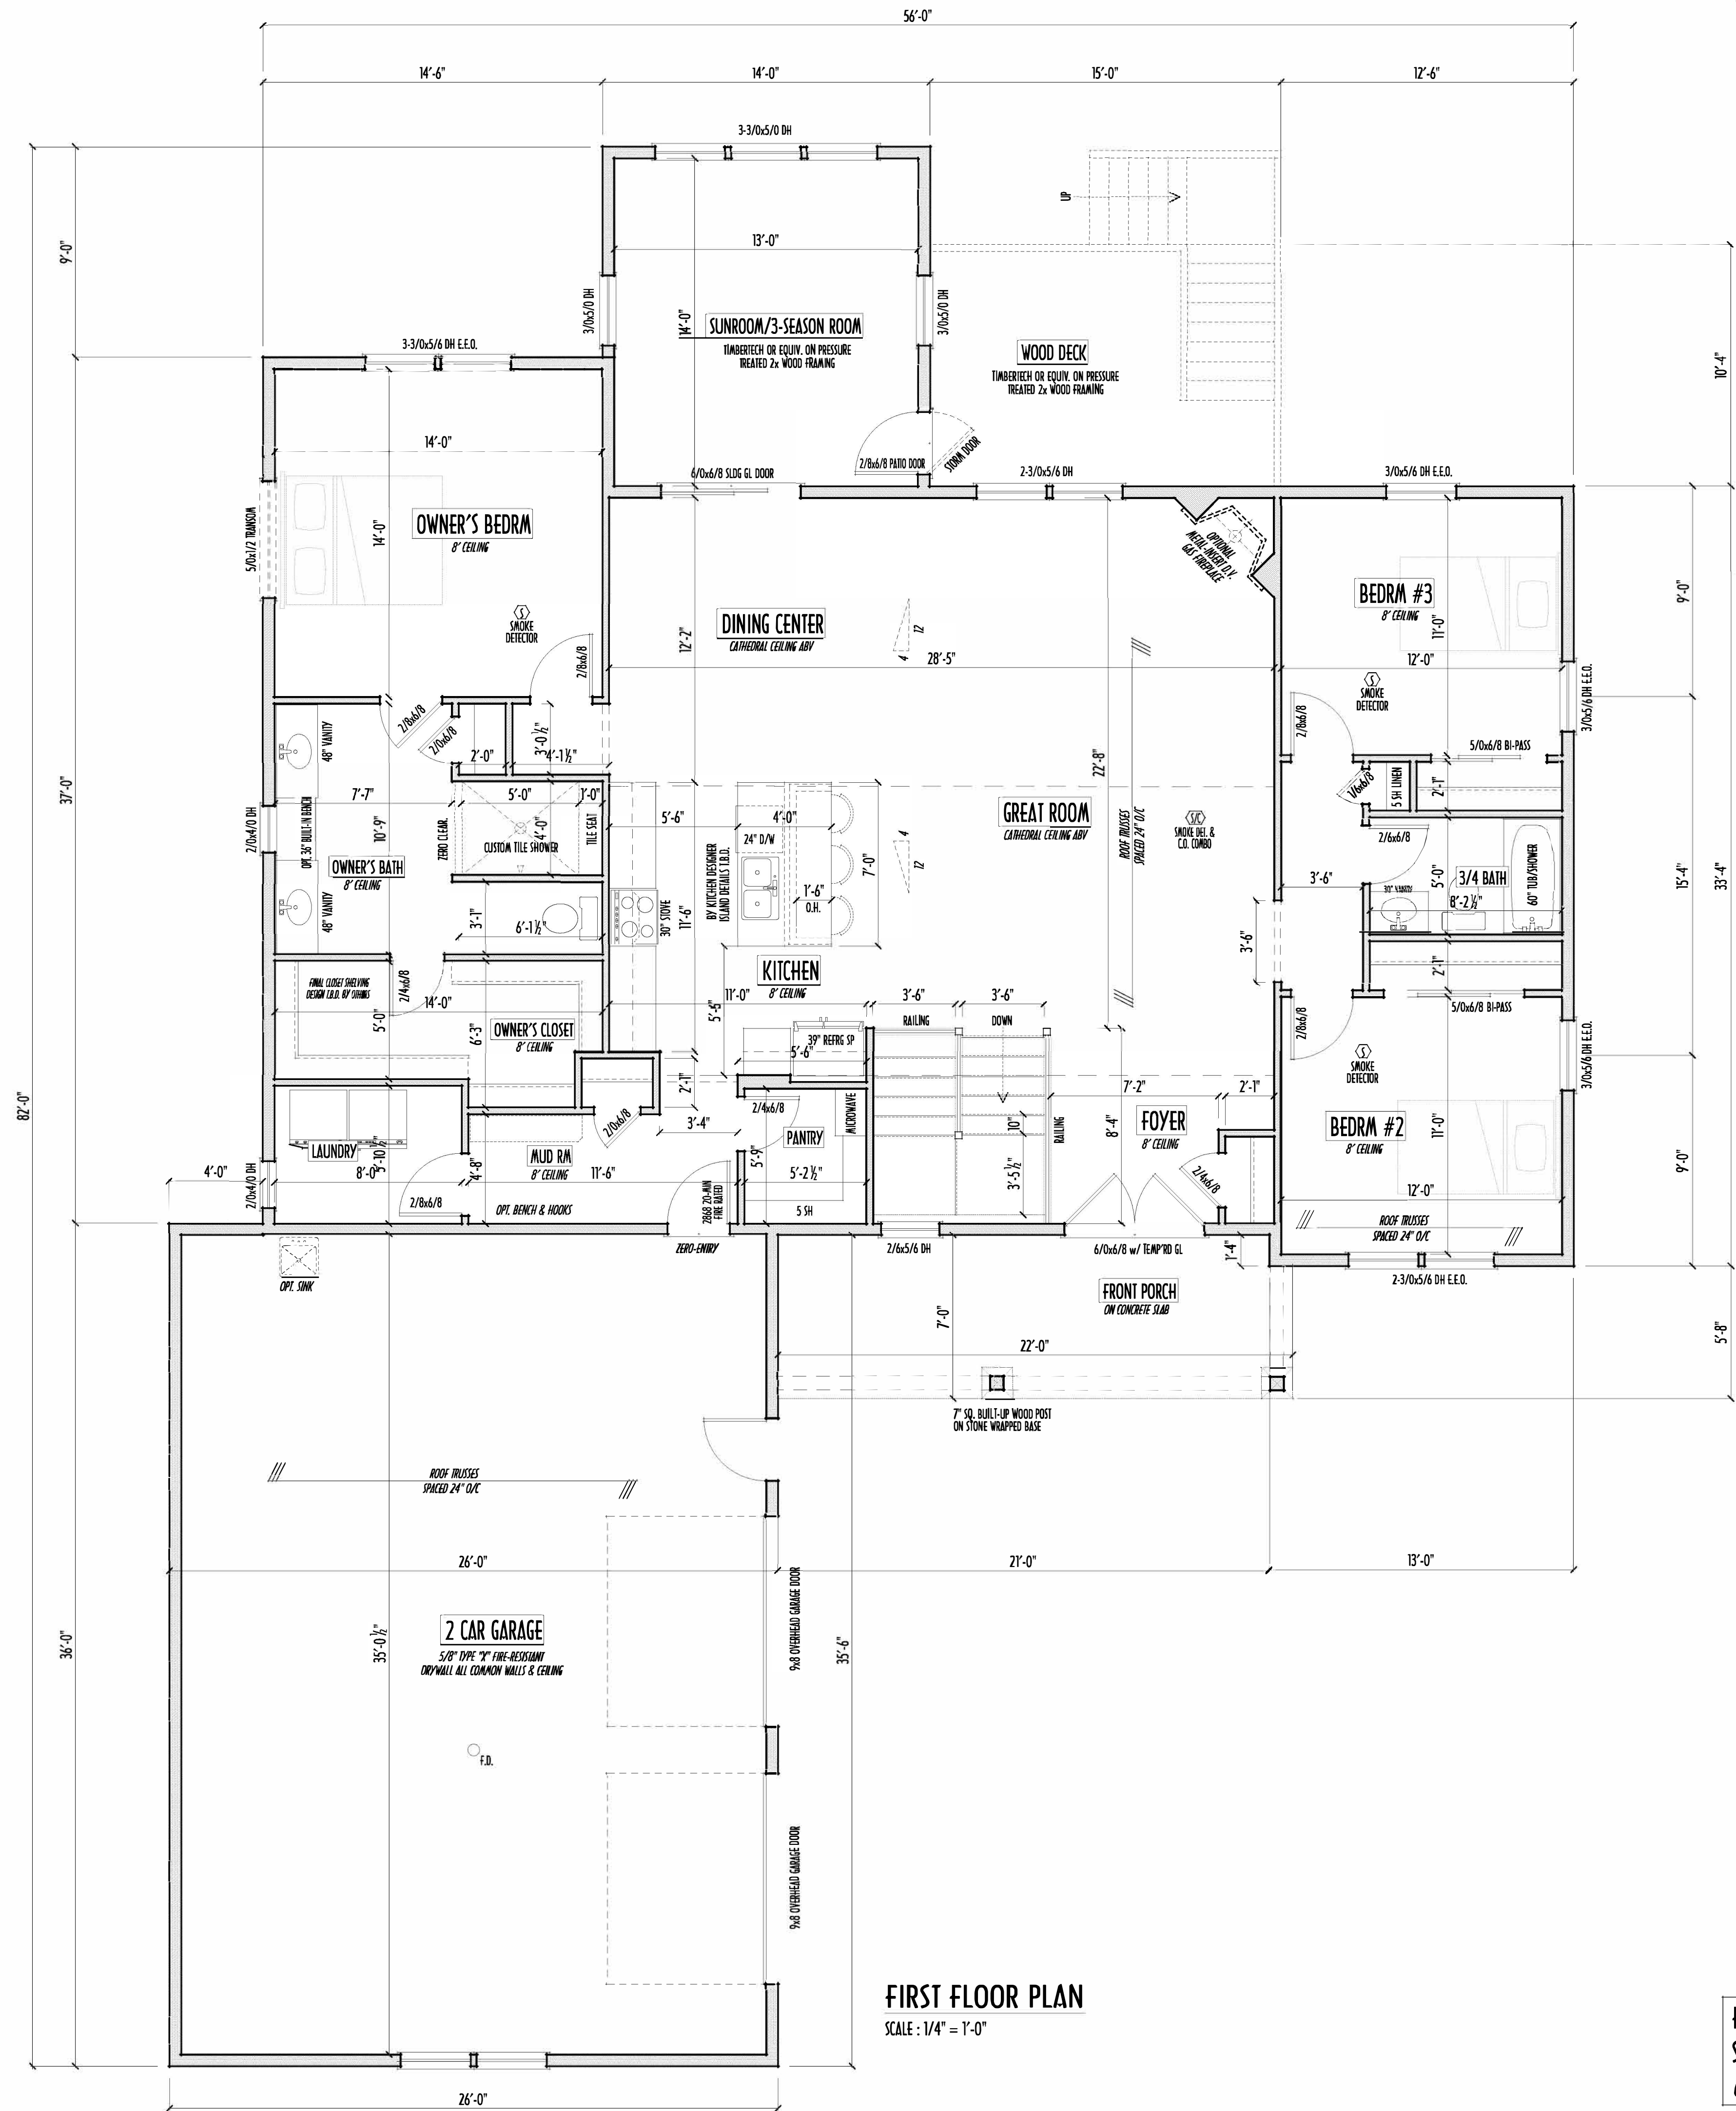 56'-0"
14'-6"
14'-0"
15'-0"
12'-6"
3-3/0x5/0 DH
UP
13'-0"
9'-0"
3/0x5/0 DH
14'-0"
SUNROOM/3-SEASON ROOM
TIMBERTECH OR EQUIV. ON PRESSURE
TREATED 2x WOOD FRAMING
3/0x5/0 DH
WOOD DECK
TIMBERTECH OR EQUIV. ON PRESSURE
TREATED 2x WOOD FRAMING
10'-4"
3-3/0x5/6 DH E.E.O.
14'-0"
2/8x6/8 PATIO DOOR
STORM DOOR
6/0x6/8 SLDG GL DOOR
2-3/0x5/6 DH
3/0x5/6 DH E.E.O.
5/0x1/2 TRANSOM
OWNER'S BEDRM
8' CEILING
14'-0"
OPTIONAL
METAL-INSERT D.V.
GAS FIREPLACE
S
SMOKE
DETECTOR
2/8x6/8
DINING CENTER
CATHEDRAL CEILING ABV
12'-2"
12
4
28'-5"
BEDRM #3
8' CEILING
11'-0"
12'-0"
9'-0"
S
SMOKE
DETECTOR
3/0x5/6 DH E.E.O.
2/8x6/8
5/0x6/8 BI-PASS
48" VANITY
2/8x6/8
2/0x6/8
2'-0"
3'-0 1/2"
4'-1 1/2"
22'-8"
1/6x6/8
5 SH LINEN
2'-1"
37'-0"
2/0x4/0 DH
OPT. 36" BUILT-IN BENCH
7'-7"
10'-9"
5'-0"
1'-0"
ZERO CLEAR.
4'-0"
CUSTOM TILE SHOWER
TILE SEAT
5'-6"
4'-0"
24" D/W
BY KITCHEN DESIGNER
ISLAND DETAILS T.B.D.
7'-0"
4
12
GREAT ROOM
CATHEDRAL CEILING ABV
ROOF TRUSSES
SPACED 24" O/C
S/C
SMOKE DET. &
C.O. COMBO
2/6x6/8
OWNER'S BATH
8' CEILING
48" VANITY
3'-1"
6'-1 1/2"
30" STOVE
11'-6"
1'-6"
O.H.
3'-6"
5'-0"
3/4 BATH
8'-2 1/2"
60" TUB/SHOWER
15'-4"
33'-4"
3'-6"
2'-1"
5/0x6/8 BI-PASS
FINAL CLOSET SHELVING
DESIGN T.B.D. BY OTHERS
2/4x6/8
14'-0"
5'-0"
6'-3"
OWNER'S CLOSET
8' CEILING
KITCHEN
8' CEILING
11'-0"
5'-6"
39" REFRG SP
5'-6"
3'-6"
3'-6"
RAILING
DOWN
2/8x6/8
S
SMOKE
DETECTOR
3/0x5/6 DH E.E.O.
82'-0"
2'-1"
2/0x6/8
3'-4"
2/4x6/8
MICROWAVE
PANTRY
5'-9"
5'-2 1/2"
5 SH
10"
3'-5 1/2"
RAILING
7'-2"
2'-1"
8'-4"
FOYER
8' CEILING
2/4x6/8
BEDRM #2
8' CEILING
11'-0"
12'-0"
9'-0"
ROOF TRUSSES
SPACED 24" O/C
4'-0"
2/0x4/0 DH
LAUNDRY
8'-0"
5'-10 1/2"
2/8x6/8
4'-8"
MUD RM
8' CEILING
11'-6"
OPT. BENCH & HOOKS
2868 20-MIN
FIRE RATED
ZERO-ENTRY
2/6x5/6 DH
6/0x6/8 w/ TEMP'RD GL
1'-4"
2-3/0x5/6 DH E.E.O.
OPT. SINK
FRONT PORCH
ON CONCRETE SLAB
7'-0"
22'-0"
5'-8"
7" SQ. BUILT-UP WOOD POST
ON STONE WRAPPED BASE
ROOF TRUSSES
SPACED 24" O/C
26'-0"
21'-0"
13'-0"
9x8 OVERHEAD GARAGE DOOR
36'-0"
35'-0 1/2"
2 CAR GARAGE
5/8" TYPE "X" FIRE-RESISTANT
DRYWALL ALL COMMON WALLS & CEILING
35'-6"
F.D.
9x8 OVERHEAD GARAGE DOOR
FIRST FLOOR PLAN
SCALE : 1/4" = 1'-0"
26'-0"